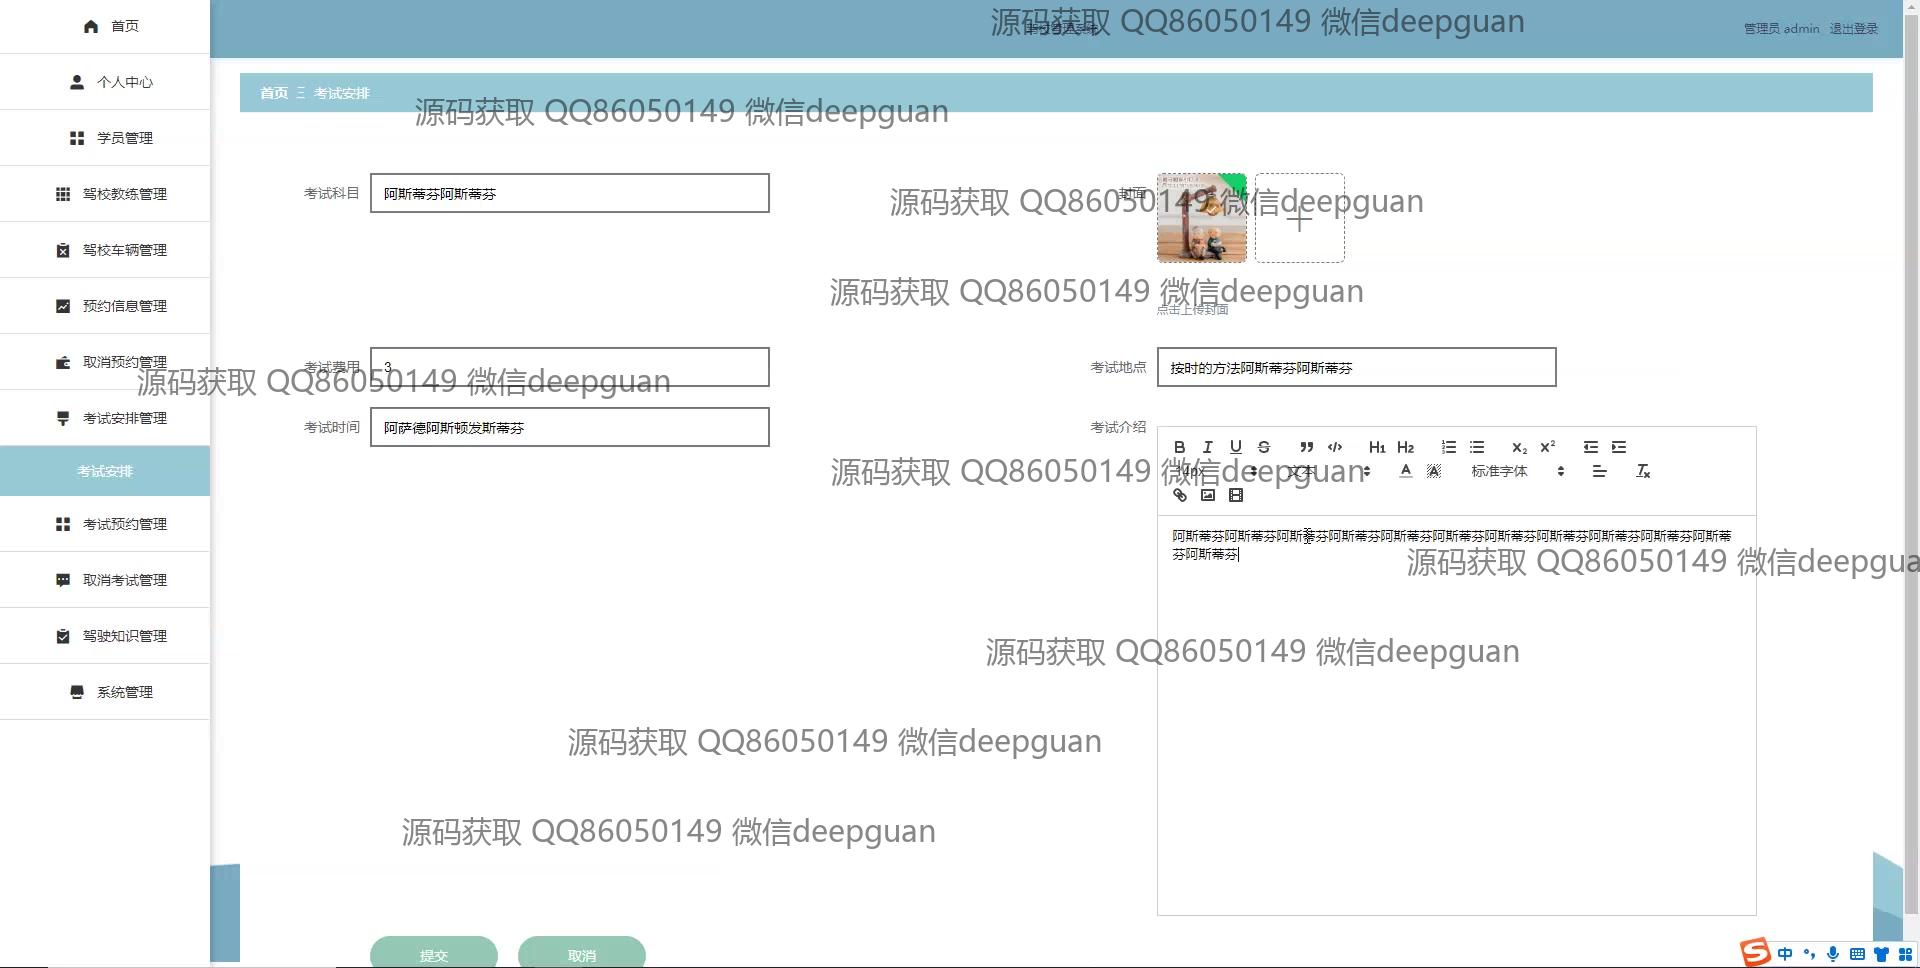 首页
个人中心
学员管理
驾校教练管理
驾校车辆管理
预约信息管理
取消预约管理
考试安排管理
考试安排
考试预约管理
取消考试管理
驾驶知识管理
系统管理
源码获取 QQ86050149 微信deepguan
管理员 admin 退出登录
首页 Ξ 考试安排
源码获取 QQ86050149 微信deepguan
考试科目 阿斯蒂芬阿斯蒂芬
封面
源码获取 QQ86050149 微信deepguan
源码获取 QQ86050149 微信deepguan
点击上传封面
考试费用 3
考试地点 按时的方法阿斯蒂芬阿斯蒂芬
源码获取 QQ86050149 微信deepguan
考试时间 阿萨德阿斯顿发斯蒂芬
考试介绍
B I U S ” </> H1 H2 X₂ X²
14px 文本 A A 标准字体 Tx
源码获取 QQ86050149 微信deepguan
阿斯蒂芬阿斯蒂芬阿斯蒂芬阿斯蒂芬阿斯蒂芬阿斯蒂芬阿斯蒂芬阿斯蒂芬阿斯蒂芬阿斯蒂芬阿斯蒂
芬阿斯蒂芬
源码获取 QQ86050149 微信deepgua
源码获取 QQ86050149 微信deepguan
源码获取 QQ86050149 微信deepguan
源码获取 QQ86050149 微信deepguan
提交 取消
S 中